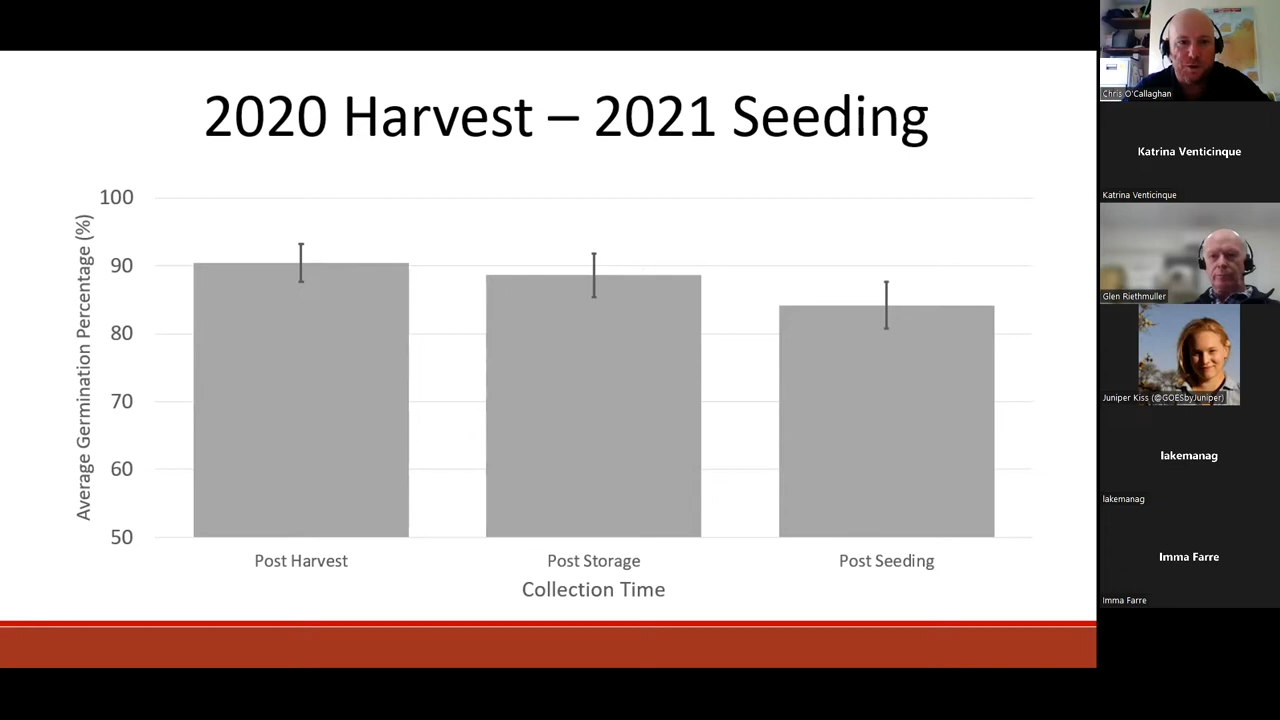 2020 Harvest – 2021 Seeding
Average Germination Percentage (%)
100
90
80
70
60
50
Post Harvest
Post Storage
Post Seeding
Collection Time
Chris O'Callaghan
Katrina Venticinque
Katrina Venticinque
Glen Riethmuller
Juniper Kiss (@GOESbyJuniper)
lakemanag
lakemanag
Imma Farre
Imma Farre